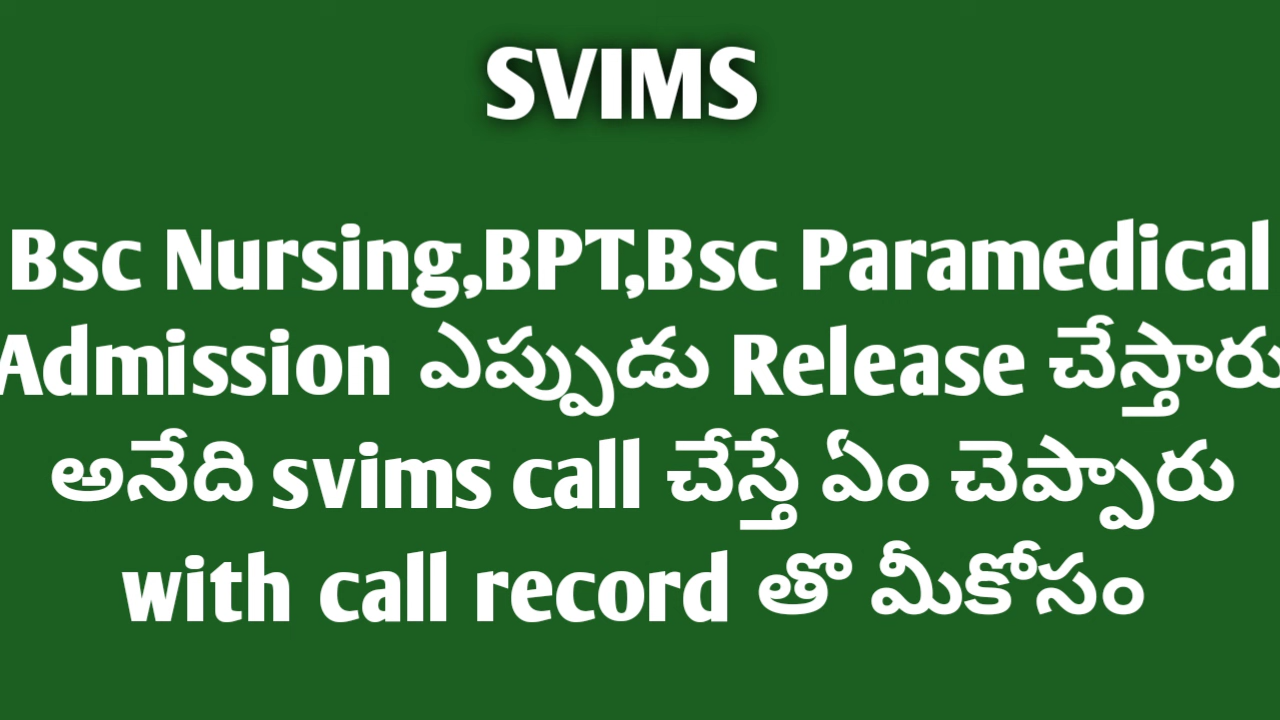 SVIMS
Bsc Nursing,BPT,Bsc Paramedical
Admission ఎప్పుడు Release చేస్తారు
అనేది svims call చేస్తే ఏం చెప్పారు
with call record తొ మీకోసం